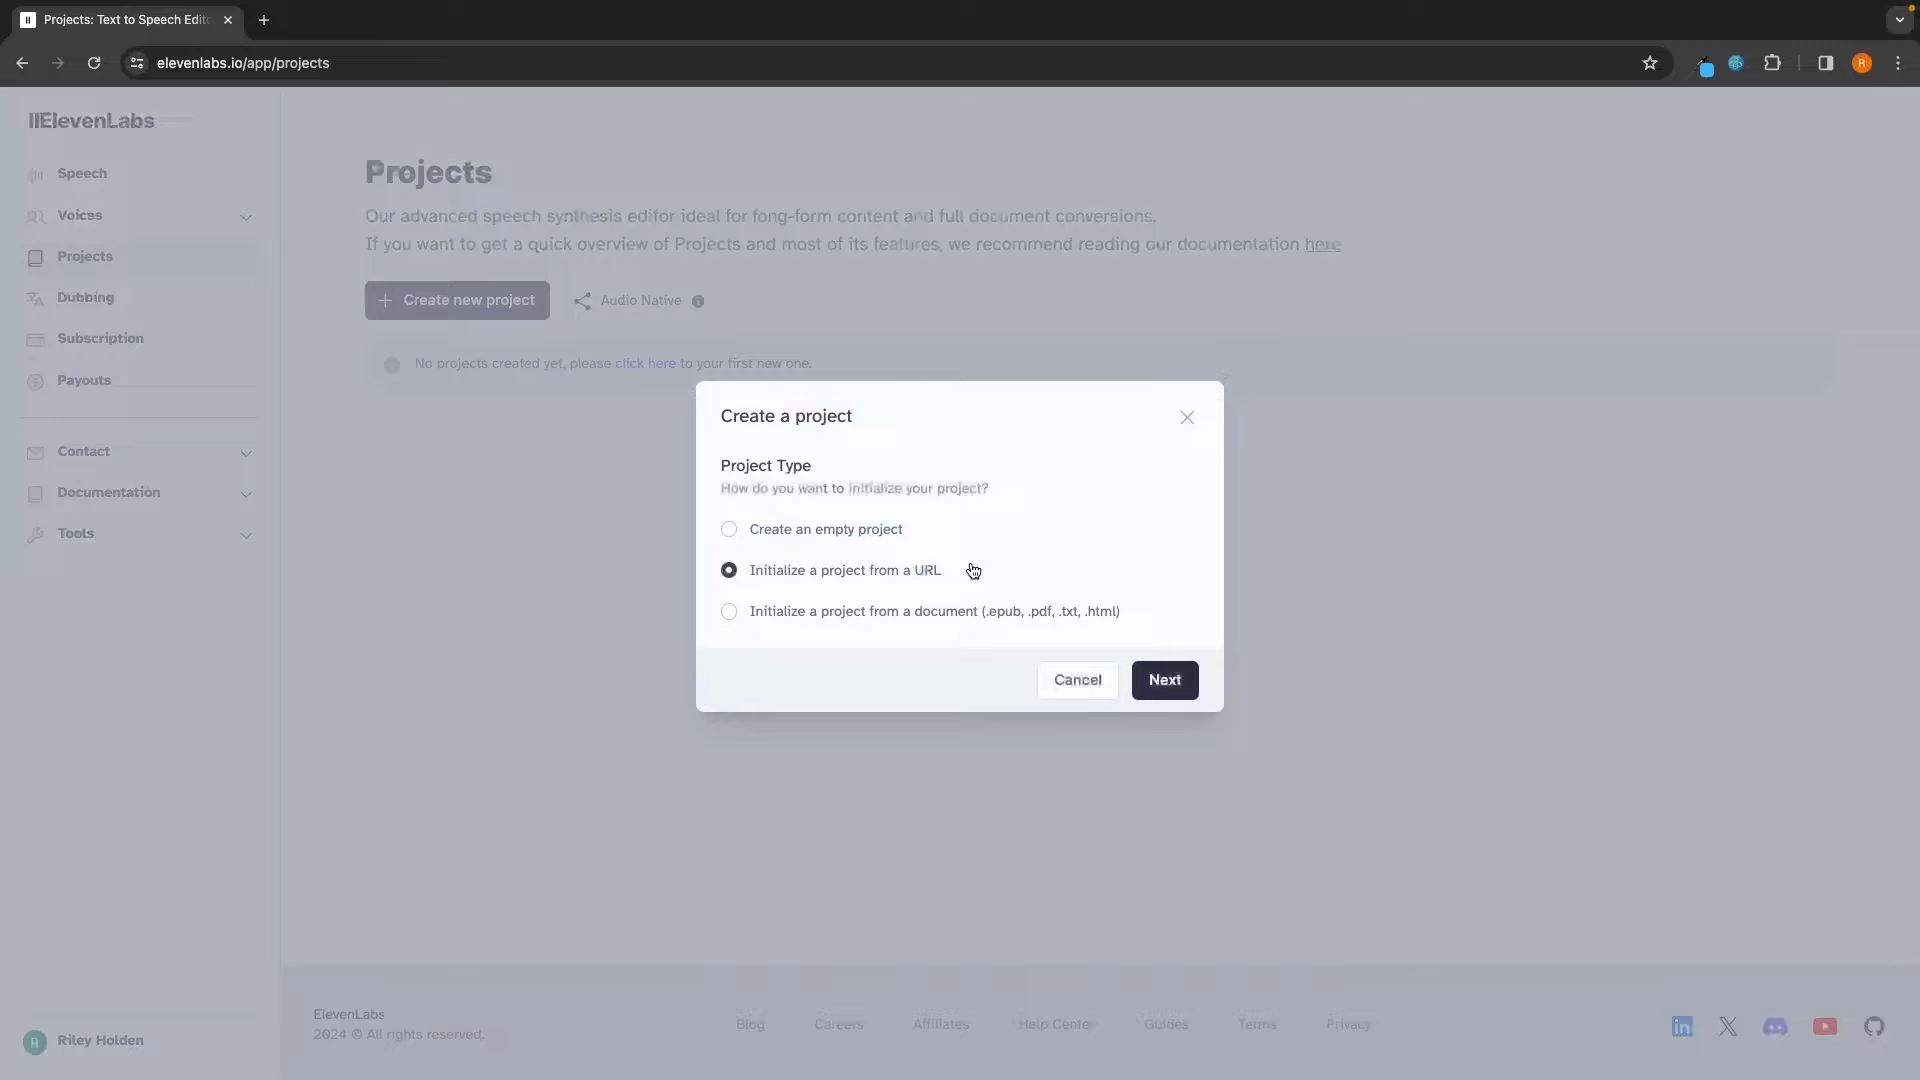 Projects: Text to Speech Edit
elevenlabs.io/app/projects
R
IIElevenLabs
Speech
Voices
Projects
Dubbing
Subscription
Payouts
Contact
Documentation
Tools
Riley Holden
Projects
Our advanced speech synthesis editor ideal for long-form content and full document conversions.
If you want to get a quick overview of Projects and most of its features, we recommend reading our documentation here
Create new project
Audio Native
No projects created yet, please click here to your first new one.
Create a project
Project Type
How do you want to initialize your project?
Create an empty project
Initialize a project from a URL
Initialize a project from a document (.epub, .pdf, .txt, .html)
Cancel
Next
ElevenLabs
2024 © All rights reserved.
Blog
Careers
Affiliates
Help Center
Guides
Terms
Privacy